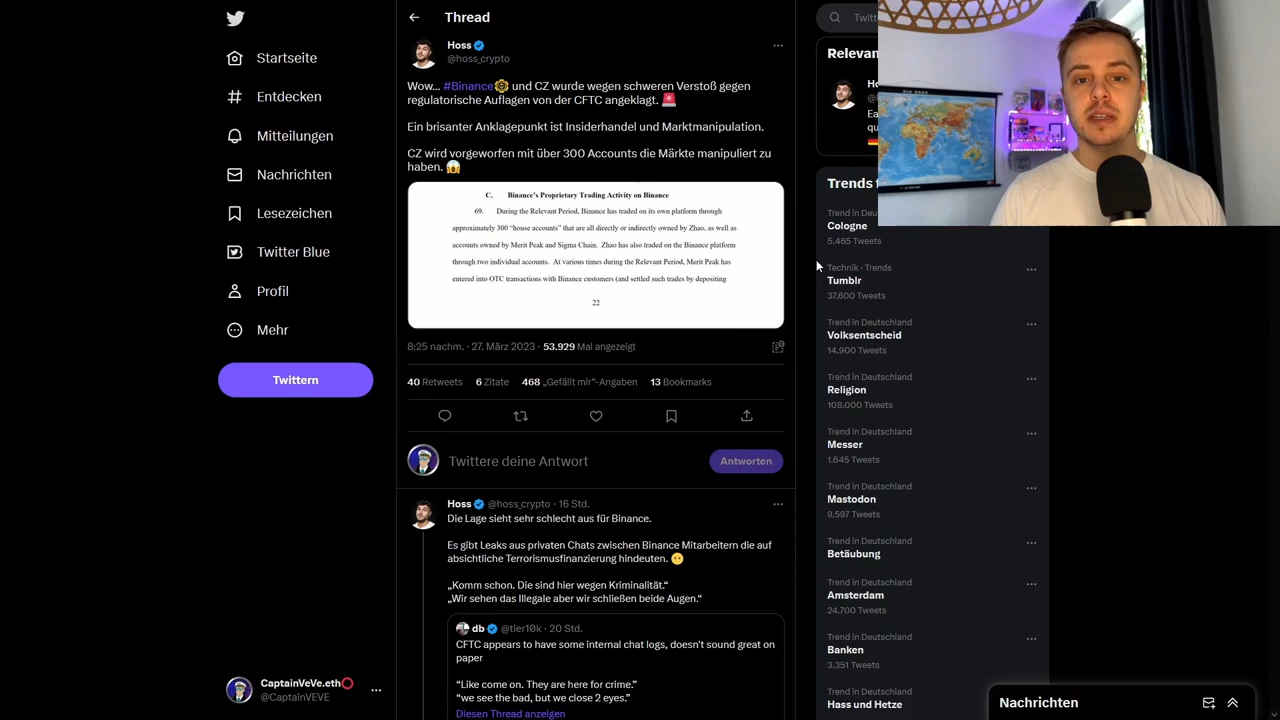 Startseite
Entdecken
Mitteilungen
Nachrichten
Lesezeichen
Twitter Blue
Profil
Mehr
Twittern
CaptainVeVe.eth⭕
@CaptainVEVE
Thread
Hoss
@hoss_crypto
Wow... #Binance und CZ wurde wegen schweren Verstoß gegen
regulatorische Auflagen von der CFTC angeklagt. 🚨
Ein brisanter Anklagepunkt ist Insiderhandel und Marktmanipulation.
CZ wird vorgeworfen mit über 300 Accounts die Märkte manipuliert zu
haben. 😱
C. Binance's Proprietary Trading Activity on Binance
69. During the Relevant Period, Binance has traded on its own platform through
approximately 300 "house accounts" that are all directly or indirectly owned by Zhao, as well as
accounts owned by Merit Peak and Sigma Chain. Zhao has also traded on the Binance platform
through two individual accounts. At various times during the Relevant Period, Merit Peak has
entered into OTC transactions with Binance customers (and settled such trades by depositing
22
8:25 nachm. · 27. März 2023 · 53.929 Mal angezeigt
40 Retweets 6 Zitate 468 „Gefällt mir“-Angaben 13 Bookmarks
Twittere deine Antwort
Antworten
Hoss @hoss_crypto · 16 Std.
Die Lage sieht sehr schlecht aus für Binance.
Es gibt Leaks aus privaten Chats zwischen Binance Mitarbeitern die auf
absichtliche Terrorismusfinanzierung hindeuten. 😶
„Komm schon. Die sind hier wegen Kriminalität.“
„Wir sehen das Illegale aber wir schließen beide Augen.“
db @tier10k · 20 Std.
CFTC appears to have some internal chat logs, doesn't sound great on
paper
“Like come on. They are here for crime.”
“we see the bad, but we close 2 eyes.”
Diesen Thread anzeigen
Twitt
Relevan
Ho
@h
Ea
qu
Trends f
Trend in Deu
Cologne
5.465 Tweets
Technik · Trends
Tumblr
37.600 Tweets
Trend in Deutschland
Volksentscheid
14.900 Tweets
Trend in Deutschland
Religion
108.000 Tweets
Trend in Deutschland
Messer
1.645 Tweets
Trend in Deutschland
Mastodon
9.597 Tweets
Trend in Deutschland
Betäubung
Trend in Deutschland
Amsterdam
24.700 Tweets
Trend in Deutschland
Banken
3.351 Tweets
Trend in Deutschland
Hass und Hetze
Nachrichten